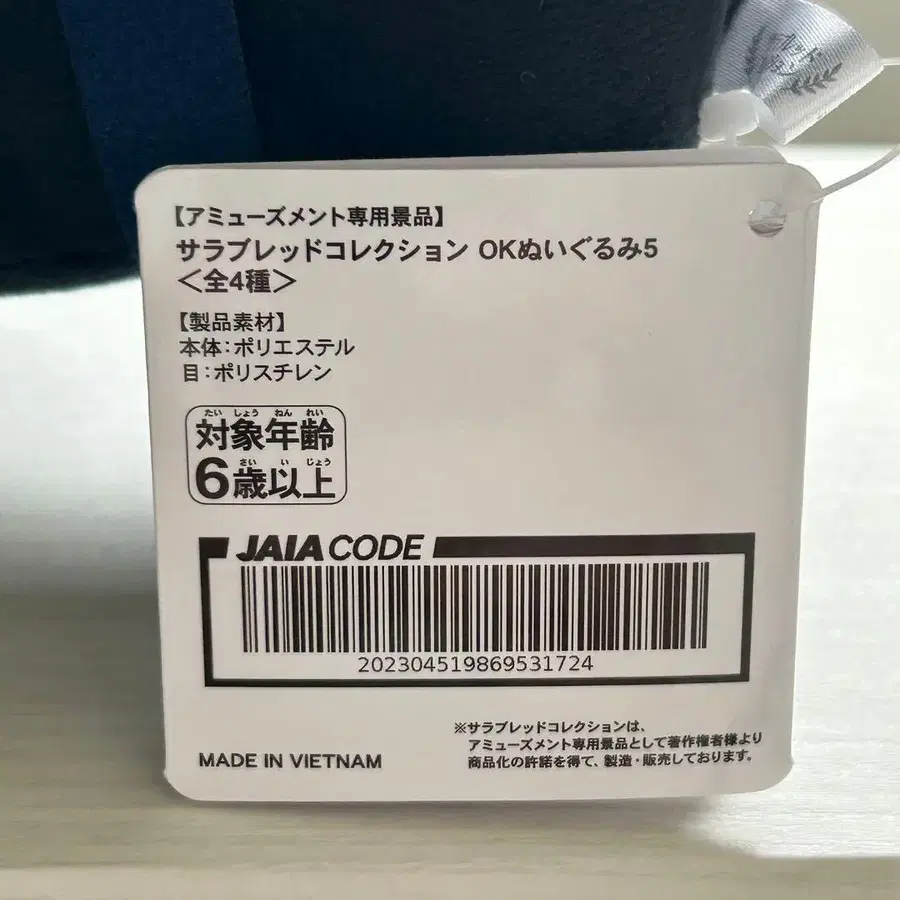 【アミューズメント専用景品】
サラブレッドコレクション OKぬいぐるみ5
＜全4種＞
【製品素材】
本体：ポリエステル
目：ポリスチレン
たいしょうねんれい
対象年齢
さいいじょう
6歳以上
JAIA CODE
202304519869531724
※サラブレッドコレクションは、
アミューズメント専用景品として著作権者様より
商品化の許諾を得て、製造・販売しております。
MADE IN VIETNAM